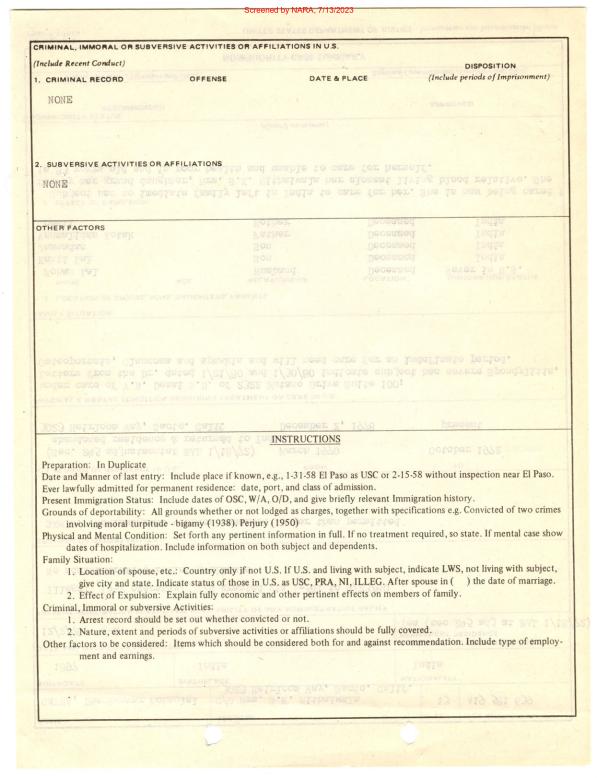 Screened by NARA, 7/13/2023
CRIMINAL, IMMORAL OR SUBVERSIVE ACTIVITIES OR AFFILIATIONS IN U.S.
(Include Recent Conduct)
DISPOSITION
1. CRIMINAL RECORD OFFENSE DATE & PLACE (Include periods of Imprisonment)
NONE
2. SUBVERSIVE ACTIVITIES OR AFFILIATIONS
NONE
OTHER FACTORS
INSTRUCTIONS
Preparation: In Duplicate
Date and Manner of last entry: Include place if known, e.g., 1-31-58 El Paso as USC or 2-15-58 without inspection near El Paso.
Ever lawfully admitted for permanent residence: date, port, and class of admission.
Present Immigration Status: Include dates of OSC, W/A, O/D, and give briefly relevant Immigration history.
Grounds of deportability: All grounds whether or not lodged as charges, together with specifications e.g. Convicted of two crimes
involving moral turpitude - bigamy (1938). Perjury (1950)
Physical and Mental Condition: Set forth any pertinent information in full. If no treatment required, so state. If mental case show
dates of hospitalization. Include information on both subject and dependents.
Family Situation:
1. Location of spouse, etc.: Country only if not U.S. If U.S. and living with subject, indicate LWS, not living with subject,
give city and state. Indicate status of those in U.S. as USC, PRA, NI, ILLEG. After spouse in ( ) the date of marriage.
2. Effect of Expulsion: Explain fully economic and other pertinent effects on members of family.
Criminal, Immoral or subversive Activities:
1. Arrest record should be set out whether convicted or not.
2. Nature, extent and periods of subversive activities or affiliations should be fully covered.
Other factors to be considered: Items which should be considered both for and against recommendation. Include type of employ-
ment and earnings.